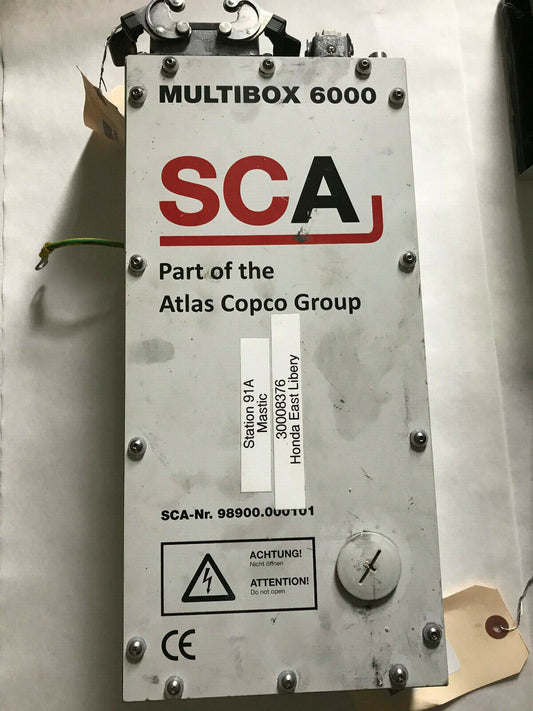 MULTIBOX 6000
SCA
Part of the
Atlas Copco Group
Station 91A
Mastic
30008376
Honda East Libery
SCA-Nr. 98900.000101
ACHTUNG!
Nicht öffnen
ATTENTION!
Do not open
CE